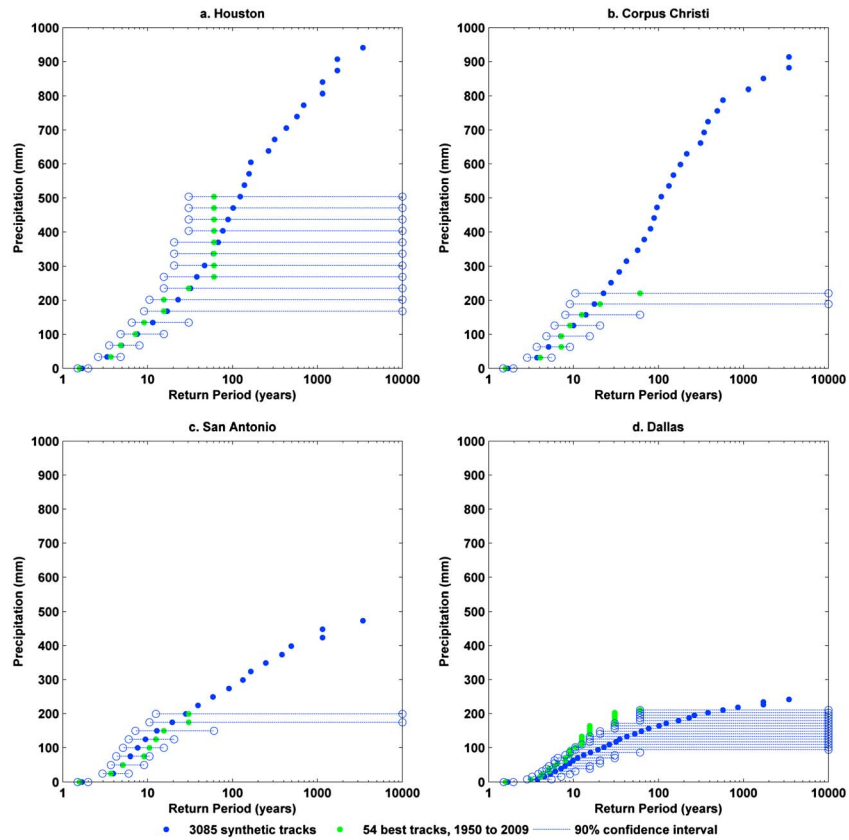 a. Houston
1000
900
800
700
600
500
400
300
200
100
0
Precipitation (mm)
1 10 100 1000 10000
Return Period (years)
b. Corpus Christi
1000
900
800
700
600
500
400
300
200
100
0
Precipitation (mm)
1 10 100 1000 10000
Return Period (years)
c. San Antonio
1000
900
800
700
600
500
400
300
200
100
0
Precipitation (mm)
1 10 100 1000 10000
Return Period (years)
d. Dallas
1000
900
800
700
600
500
400
300
200
100
0
Precipitation (mm)
1 10 100 1000 10000
Return Period (years)
3085 synthetic tracks 54 best tracks, 1950 to 2009 90% confidence interval